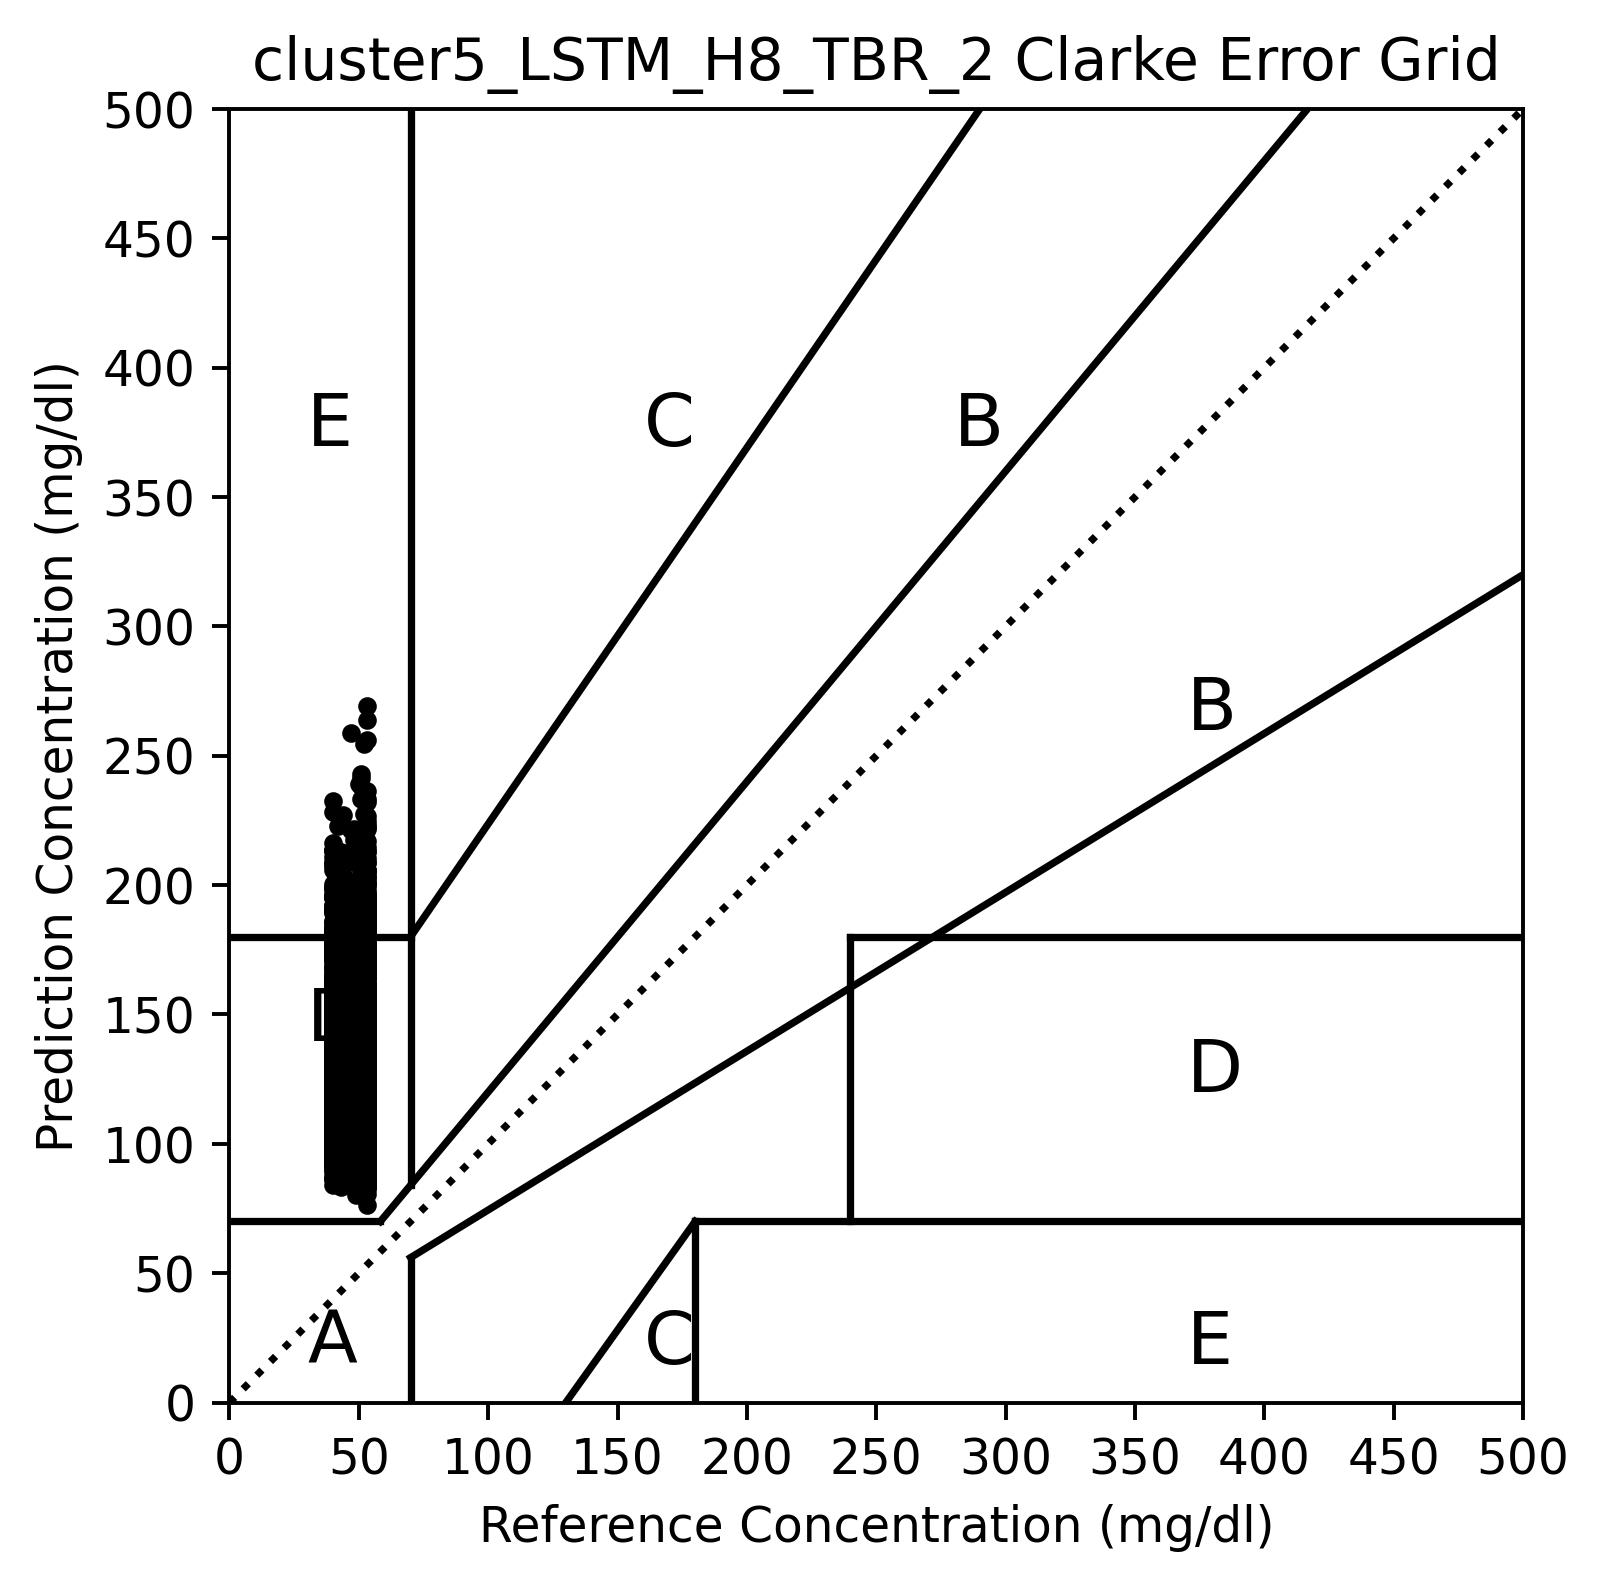 cluster5_LSTM_H8_TBR_2 Clarke Error Grid
500
450
400
350
300
250
200
150
100
50
0
Prediction Concentration (mg/dl)
E
C
B
B
D
A
C
E
0 50 100 150 200 250 300 350 400 450 500
Reference Concentration (mg/dl)